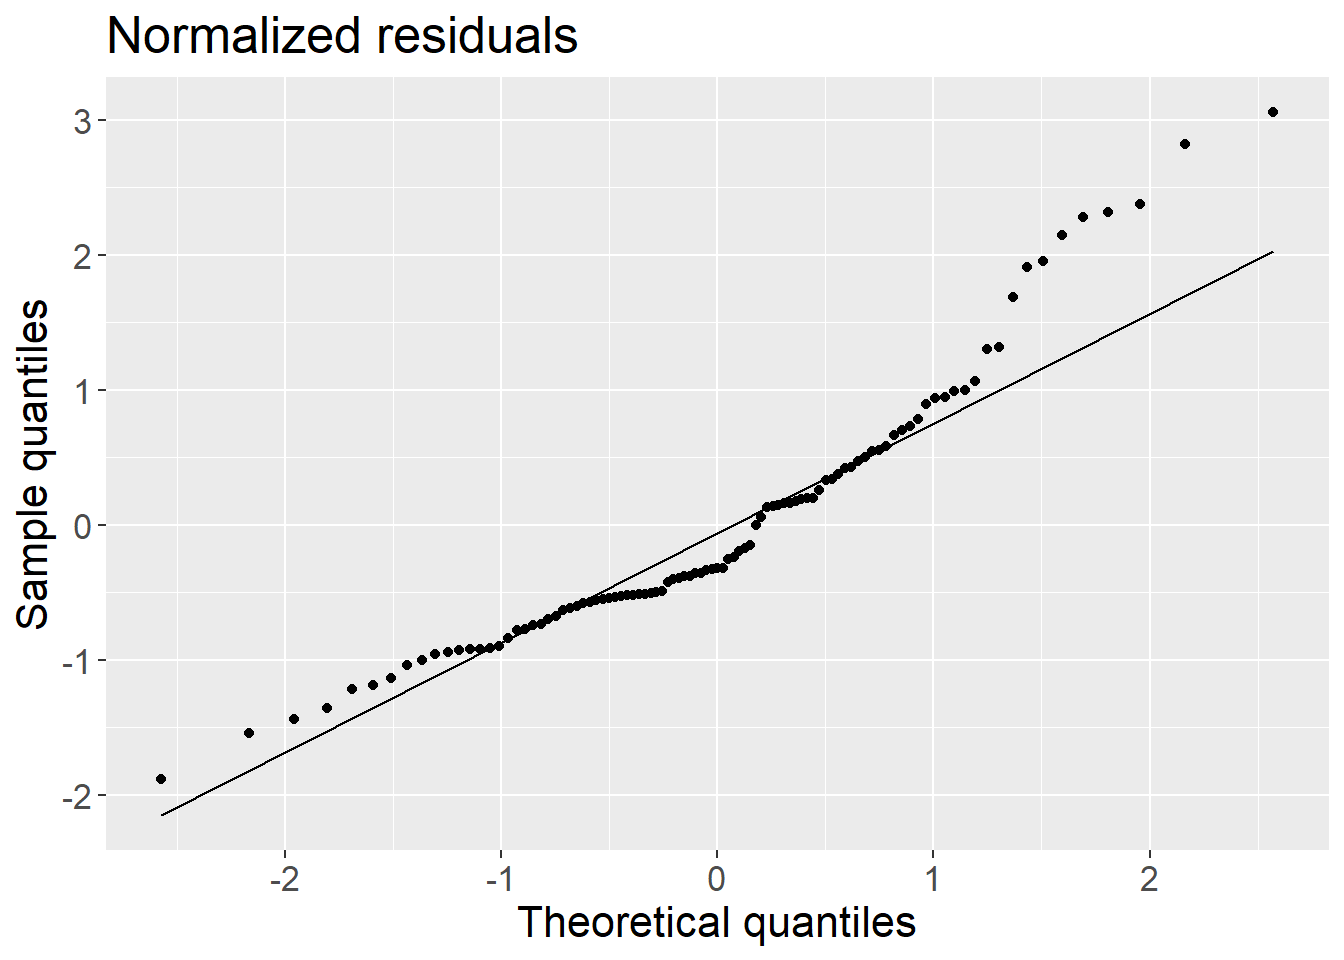 Normalized residuals
3
2
1
0
-1
-2
Sample quantiles
-2 -1 0 1 2
Theoretical quantiles